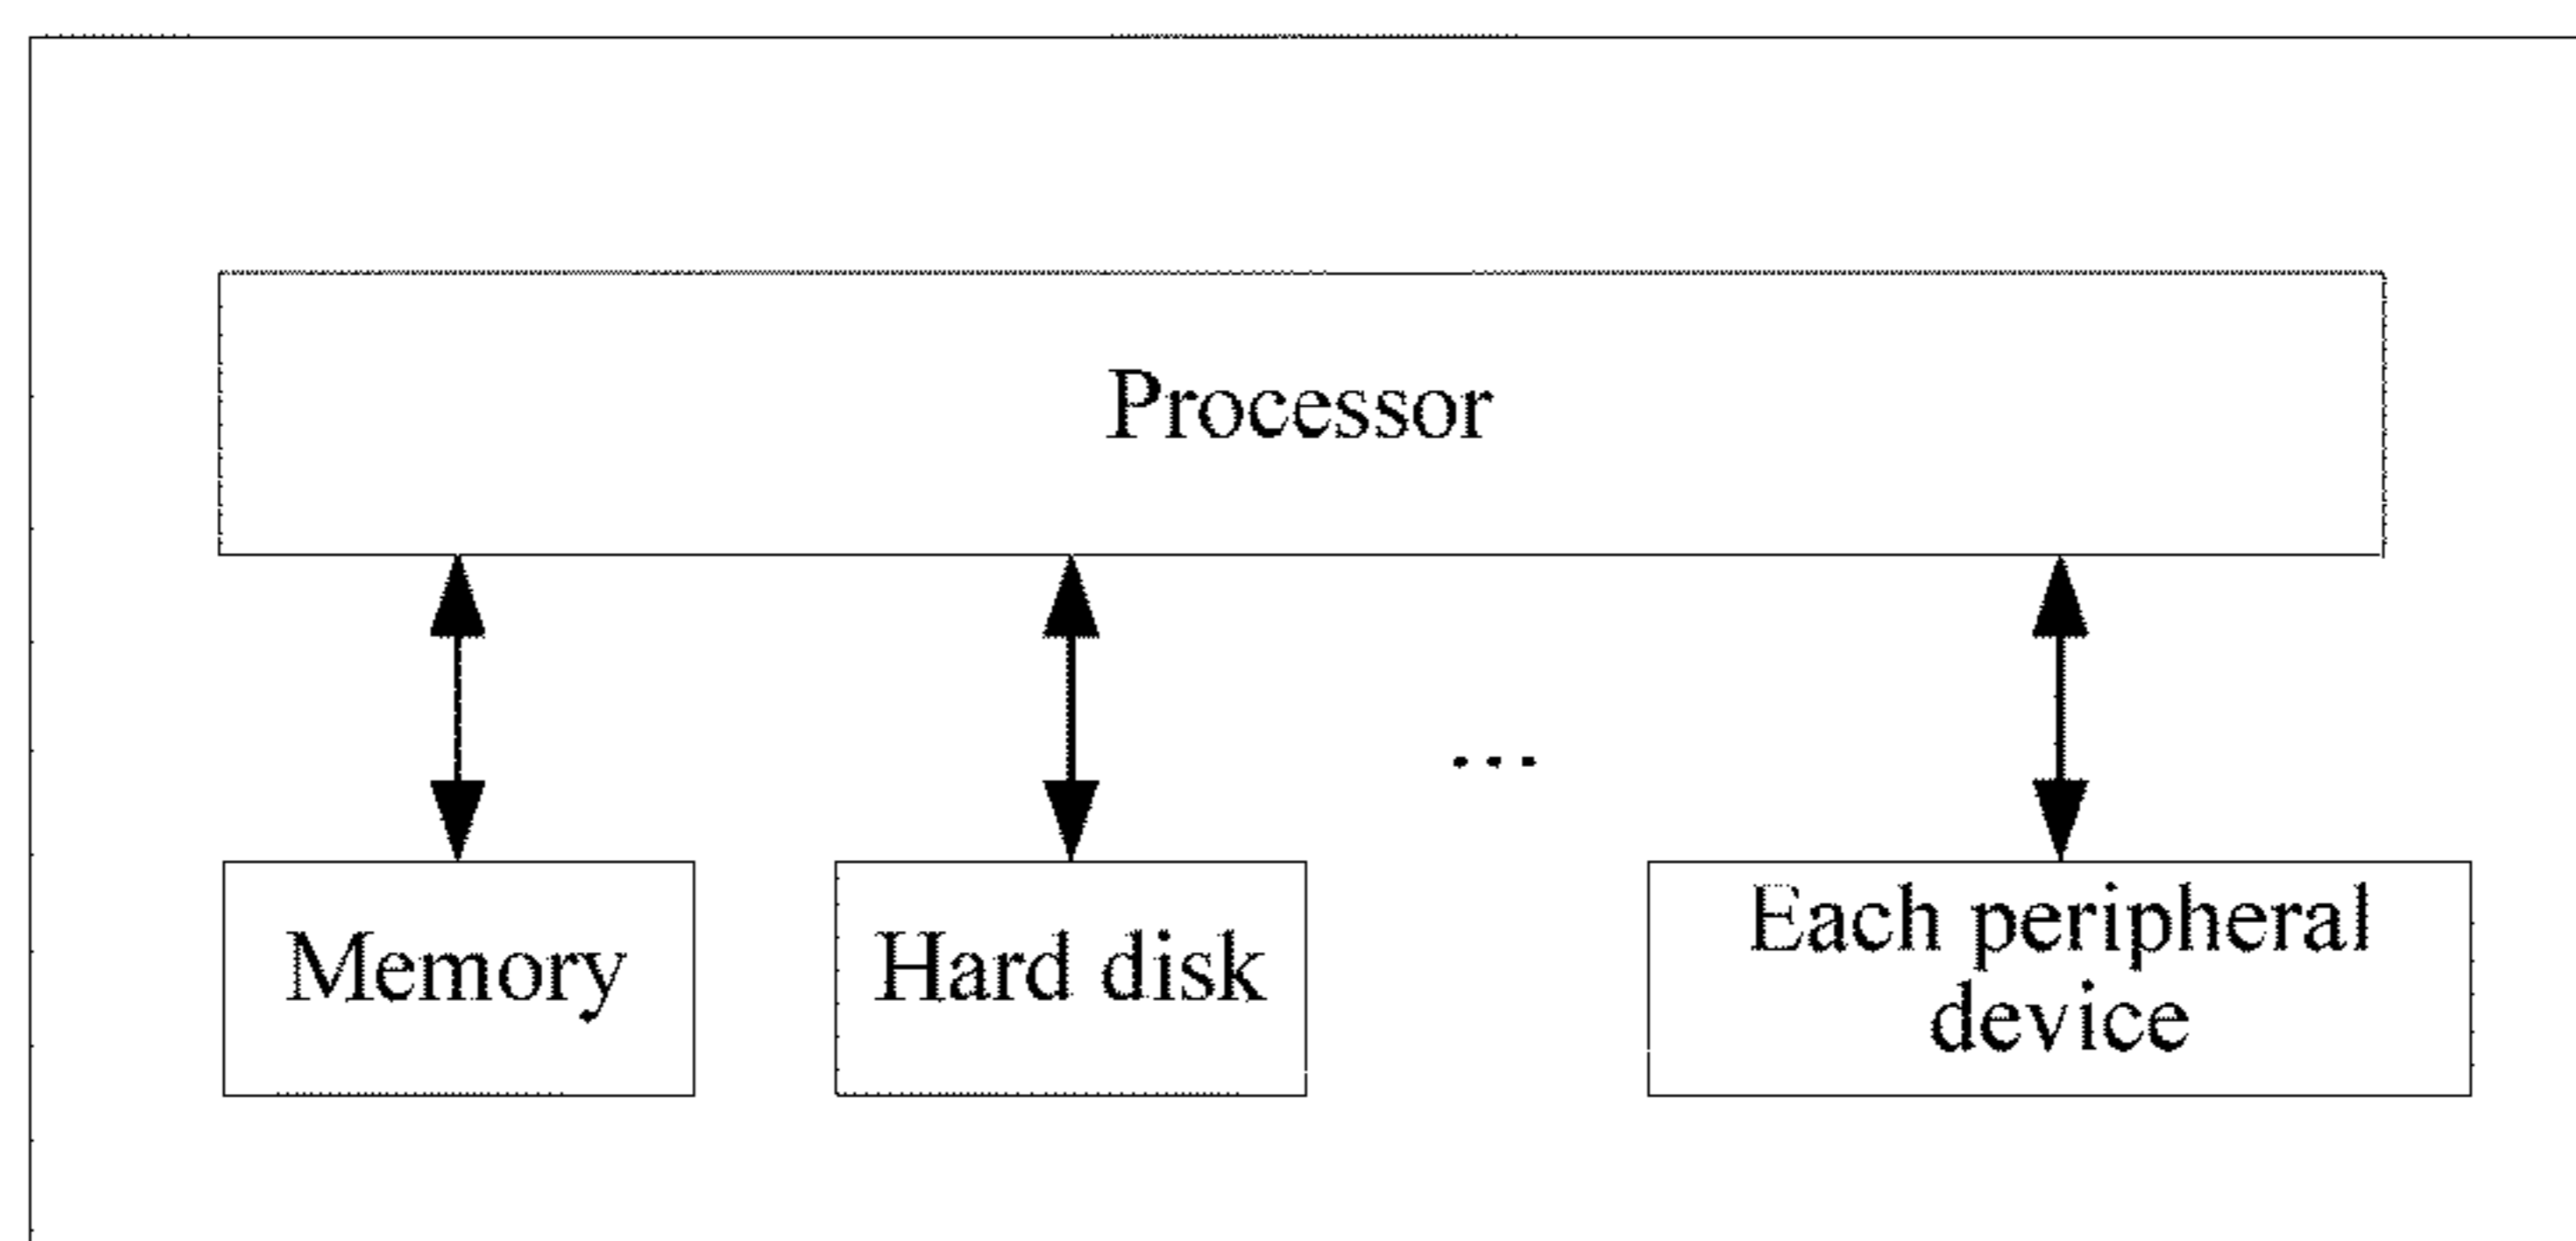 Processor
...
Memory
Hard disk
Each peripheral
device